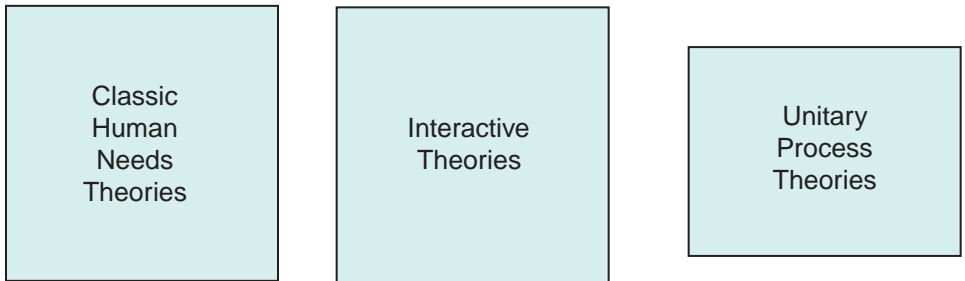 Classic
Human
Needs
Theories
Interactive
Theories
Unitary
Process
Theories